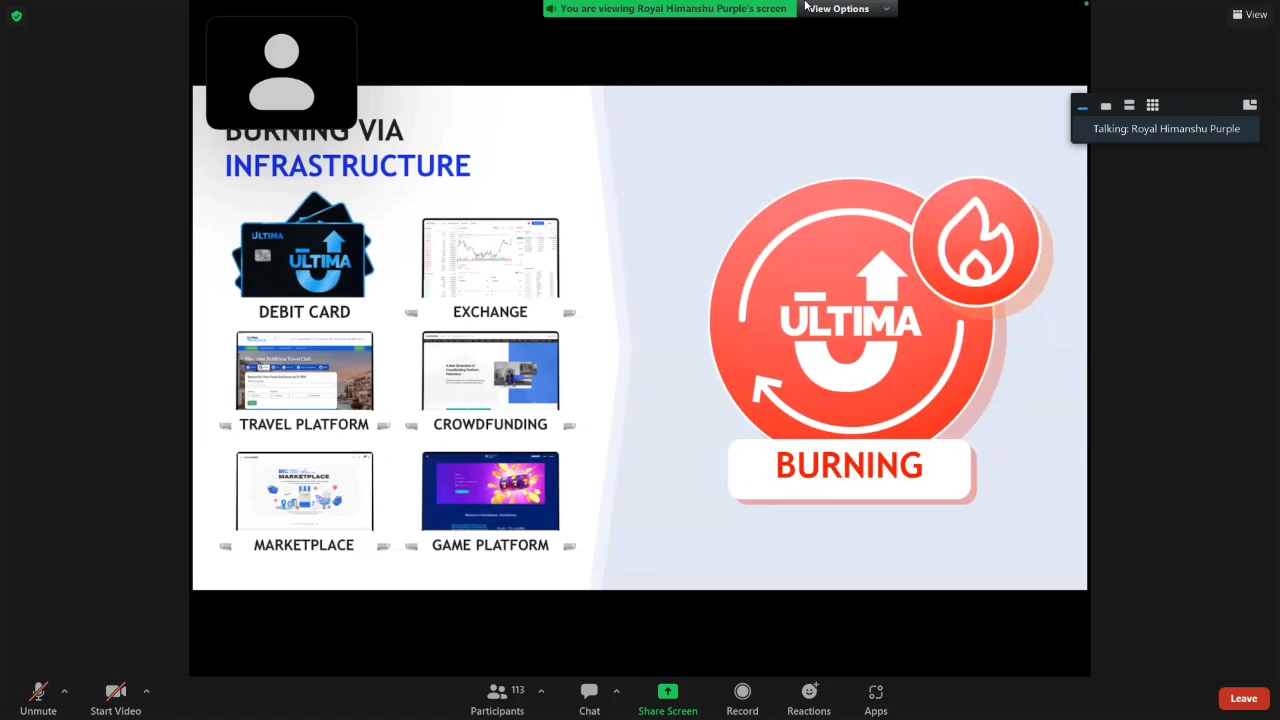 You are viewing Royal Himanshu Purple's screen
View Options
View
Talking: Royal Himanshu Purple
BURNING VIA
INFRASTRUCTURE
ULTIMA
ULTIMA
DEBIT CARD
EXCHANGE
TRAVEL PLATFORM
CROWDFUNDING
MARKETPLACE
MARKETPLACE
777
GAME PLATFORM
ULTIMA
BURNING
Unmute
Start Video
Participants
113
Chat
Share Screen
Record
Reactions
Apps
Leave